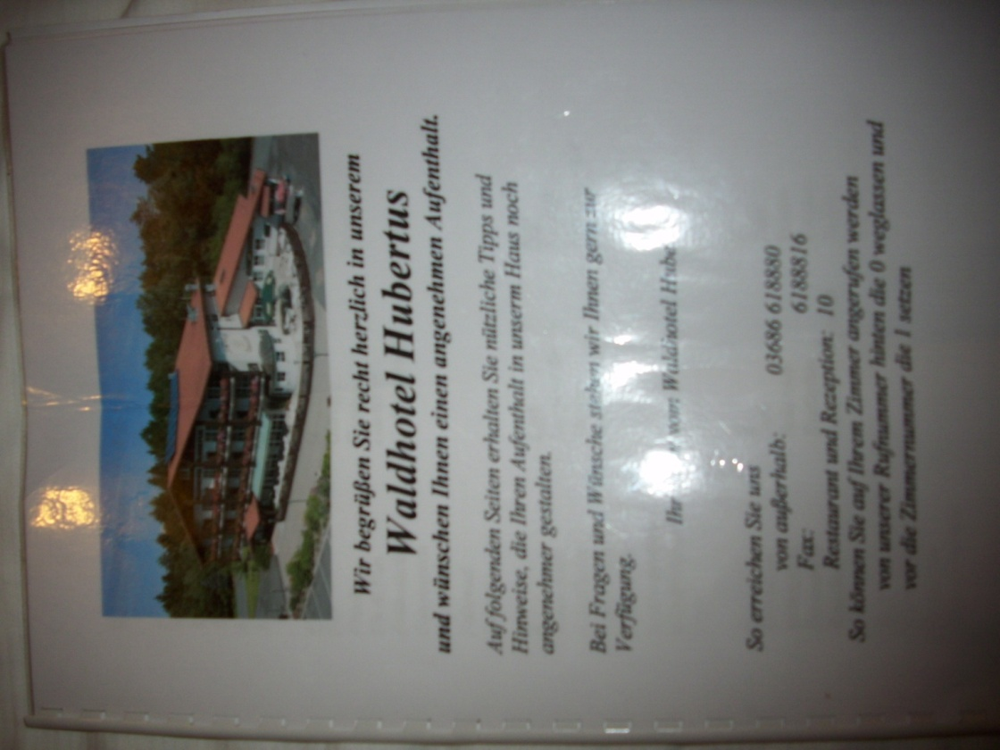 Wir begrüßen Sie recht herzlich in unserem
Waldhotel Hubertus
und wünschen Ihnen einen angenehmen Aufenthalt.
Auf folgenden Seiten erhalten Sie nützliche Tipps und
Hinweise, die Ihren Aufenthalt in unserm Haus noch
angenehmer gestalten.
Bei Fragen und Wünsche stehen wir Ihnen gern zur
Verfügung.
Ihr vom Waldhotel
So erreichen Sie uns
von außerhalb: 03686 618880
Fax: 6188816
Restaurant und Rezeption: 10
So können Sie auf Ihrem Zimmer angerufen werden
von unserer Rufnummer hinten die 0 weglassen und
vor die Zimmernummer die 1 setzen